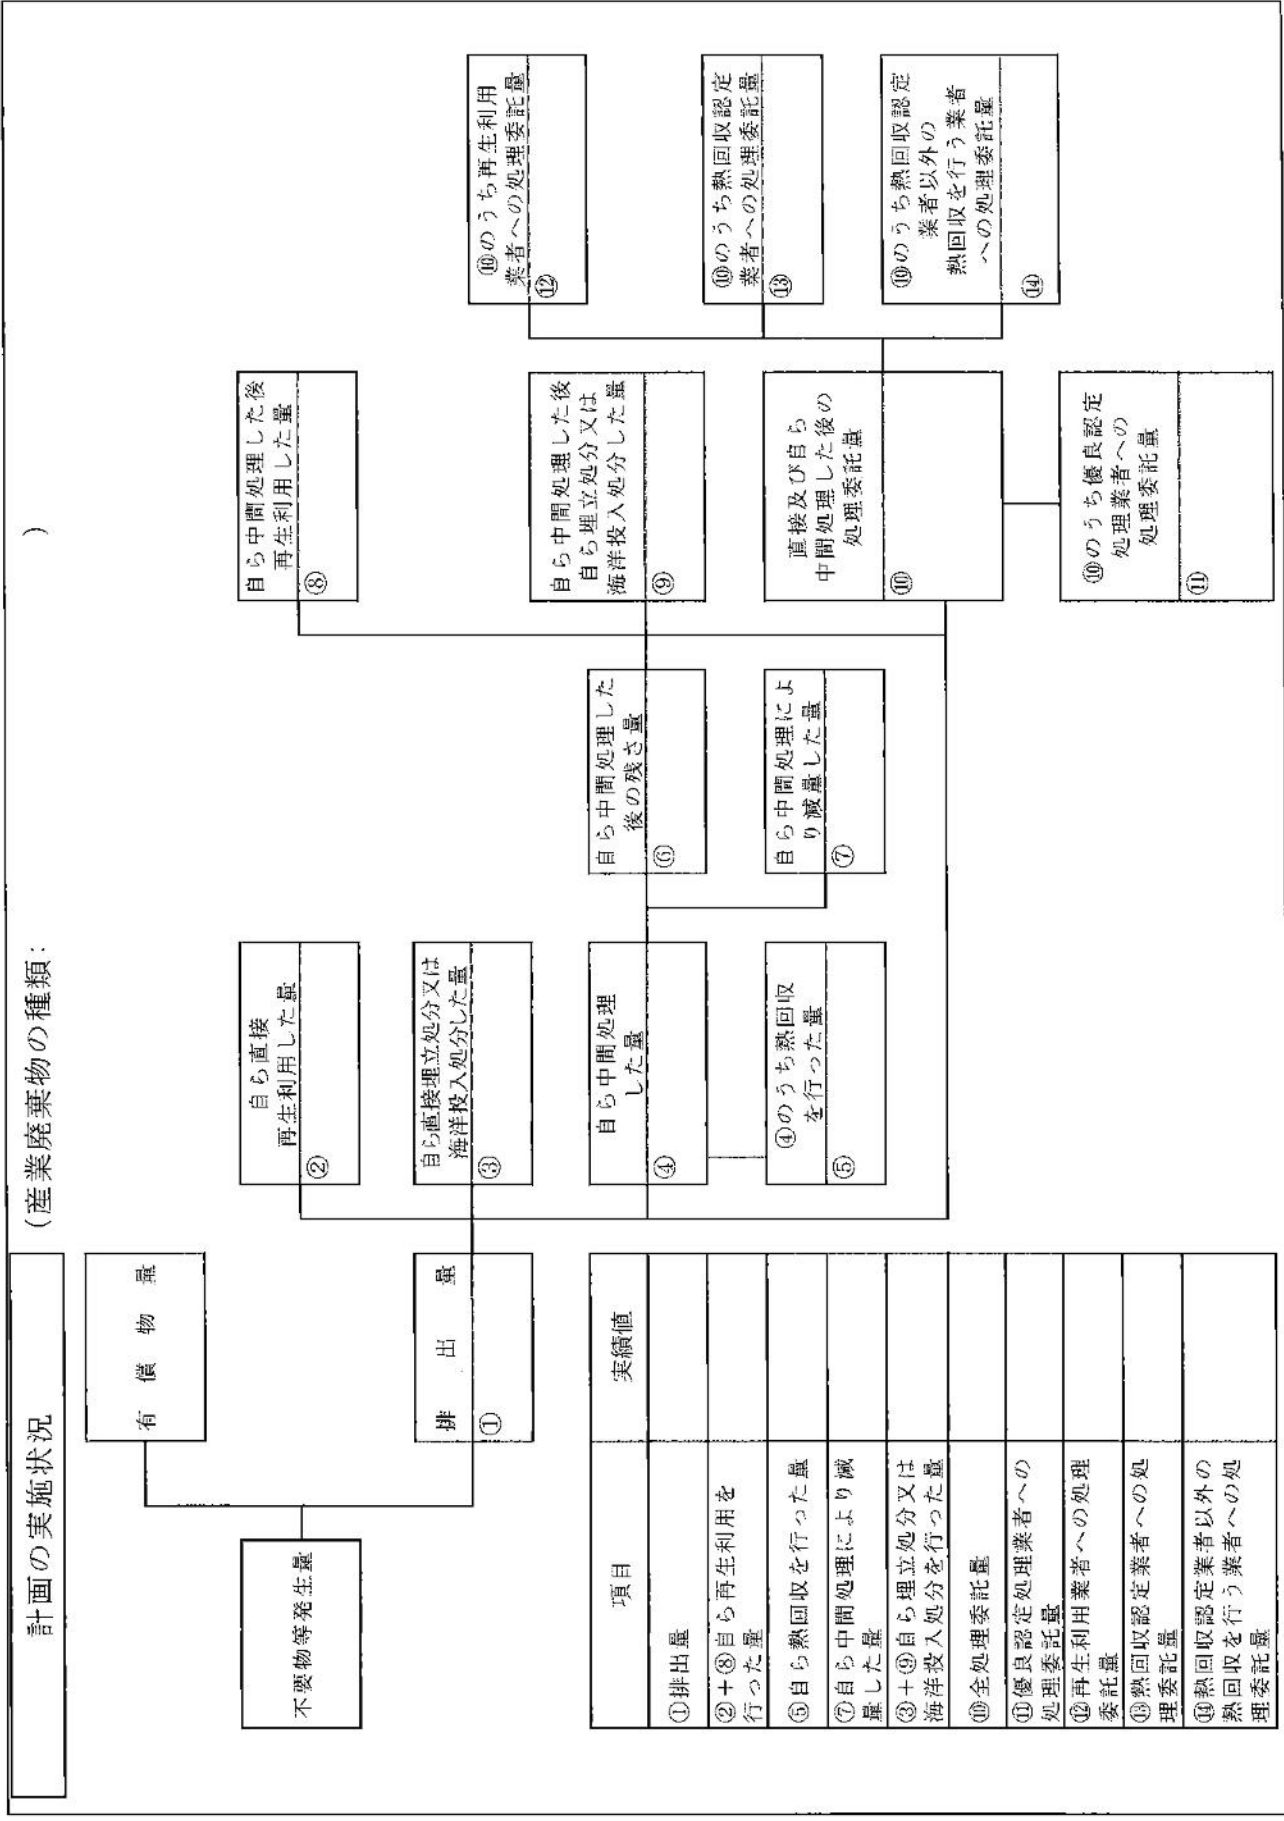 計画の実施状況
(産業廃棄物の種類:　　　　　)
不要物等発生量
有償物量
排出量
①
自ら直接
再生利用した量
②
自ら直接埋立処分又は
海洋投入処分した量
③
自ら中間処理
した量
④
④のうち熱回収
を行った量
⑤
自ら中間処理した
後の残さ量
⑥
自ら中間処理によ
り減量した量
⑦
自ら中間処理した後
再生利用した量
⑧
自ら中間処理した後
自ら埋立処分又は
海洋投入処分した量
⑨
直接及び自ら
中間処理した後の
処理委託量
⑩
⑩のうち優良認定
処理業者への
処理委託量
⑪
⑩のうち再生利用
業者への処理委託量
⑫
⑩のうち熱回収認定
業者への処理委託量
⑬
⑩のうち熱回収認定
業者以外の
熱回収を行う業者
への処理委託量
⑭
項目
実績値
①排出量
②+⑧自ら再生利用を
行った量
⑤自ら熱回収を行った量
⑦自ら中間処理により減
量した量
③+⑨自ら埋立処分又は
海洋投入処分を行った量
⑩全処理委託量
⑪優良認定処理業者への
処理委託量
⑫再生利用業者への処理
委託量
⑬熱回収認定業者への処
理委託量
⑭熱回収認定業者以外の
熱回収を行う業者への処
理委託量